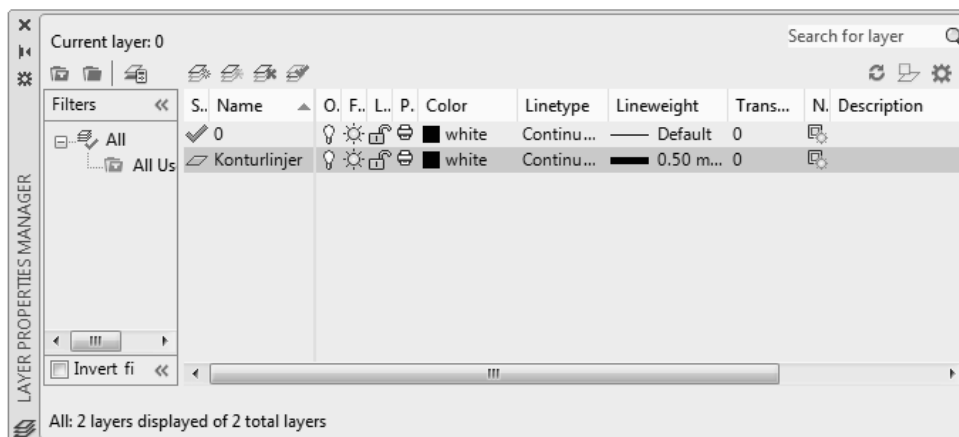 Current layer: 0
Search for layer
Filters
S.. Name O. F.. L.. P. Color Linetype Lineweight Trans... N. Description
All
All Us
0 white Continu... Default 0
Konturlinjer white Continu... 0.50 m... 0
Invert fi
All: 2 layers displayed of 2 total layers
LAYER PROPERTIES MANAGER